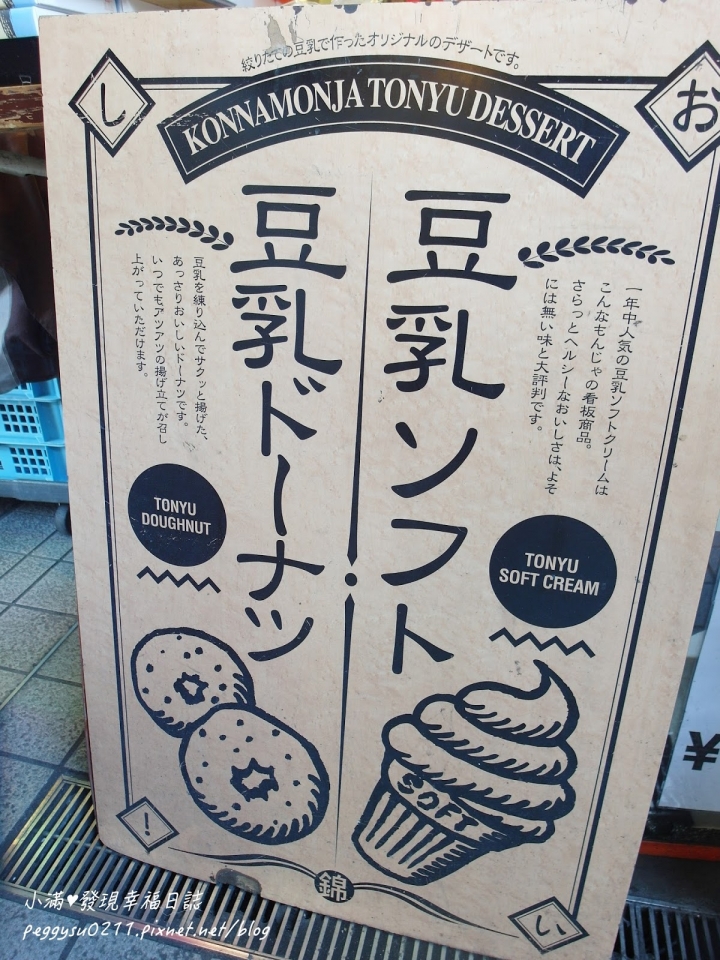 絞りたての豆乳で作ったオリジナルのデザートです。
お
し
KONNAMONJA TONYU DESSERT
豆乳ソフト
一年中人気の豆乳ソフトクリームは
こんなもんじゃの看板商品。
さらっとヘルシーなおいしさは、よそ
には無い味と大評判です。
TONYU
SOFT CREAM
SOFT
豆乳ドーナツ
豆乳を練り込んでサクッと揚げた、
あっさりおいしいドーナツです。
いつでもアツアツの揚げ立てが召し
上がっていただけます。
TONYU
DOUGHNUT
い
!
錦
小滿♥發現幸福日誌
peggysu0211.pixnet.net/blog